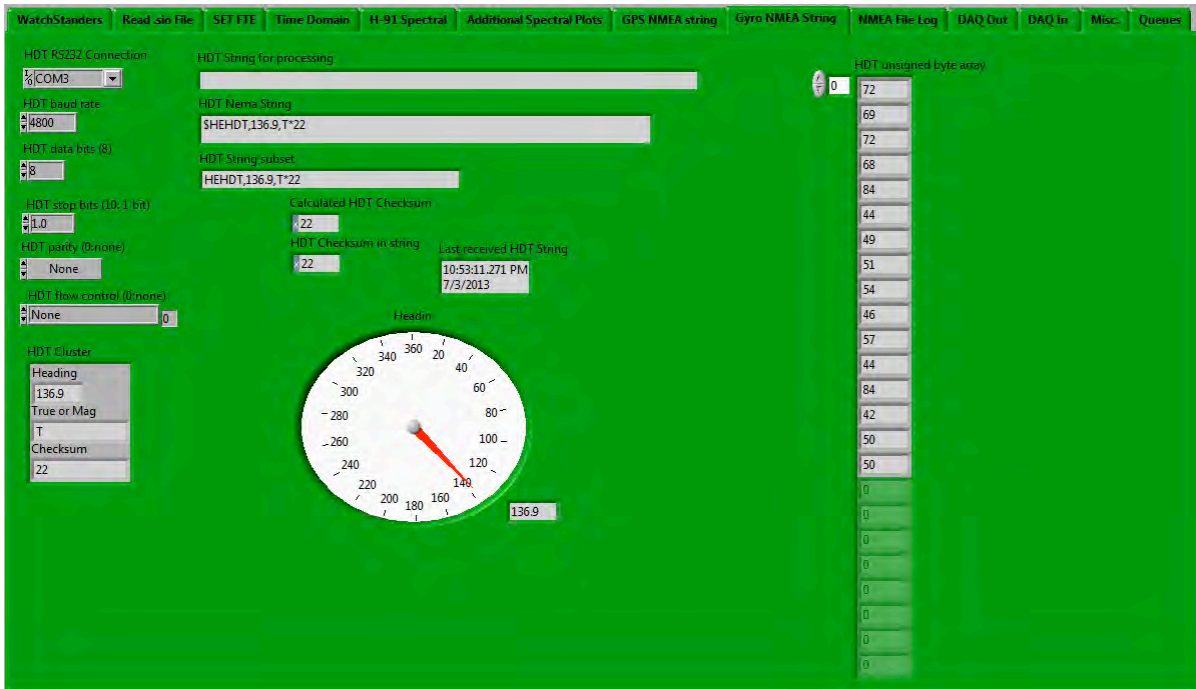 WatchStanders
Read .sio File
SET FTE
Time Domain
H-91 Spectral
Additional Spectral Plots
GPS NMEA string
Gyro NMEA String
NMEA File Log
DAQ Out
DAQ In
Misc.
Queues
HDT RS232 Connection
COM3
HDT baud rate
4800
HDT data bits (8)
8
HDT stop bits (10: 1 bit)
1.0
HDT parity (0:none)
None
HDT flow control (0:none)
None
0
HDT Cluster
Heading
136.9
True or Mag
T
Checksum
22
HDT String for processing
HDT Nema String
$HEHDT,136.9,T*22
HDT String subset
HEHDT,136.9,T*22
Calculated HDT Checksum
x 22
HDT Checksum in string
x 22
Last received HDT String
10:53:11.271 PM
7/3/2013
Headin
360
20
40
60
80
100
120
140
160
180
200
220
240
260
280
300
320
340
136.9
HDT unsigned byte array
0
72
69
72
68
84
44
49
51
54
46
57
44
84
42
50
50
0
0
0
0
0
0
0
0